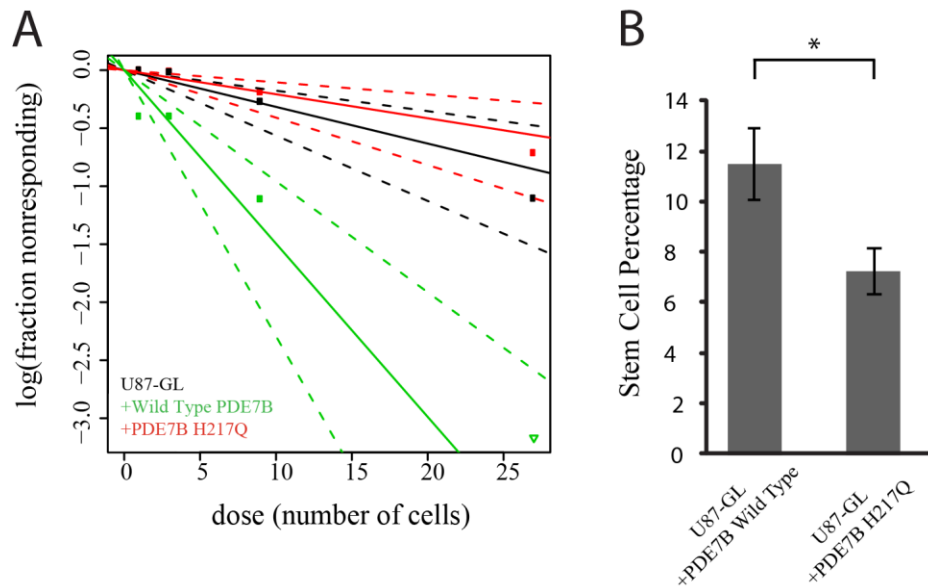 A
log(fraction nonresponding)
0.0
−0.5
−1.0
−1.5
−2.0
−2.5
−3.0
U87-GL
+Wild Type PDE7B
+PDE7B H217Q
0 5 10 15 20 25
dose (number of cells)
B
*
Stem Cell Percentage
14
12
10
8
6
4
2
0
U87-GL
+PDE7B Wild Type
U87-GL
+PDE7B H217Q